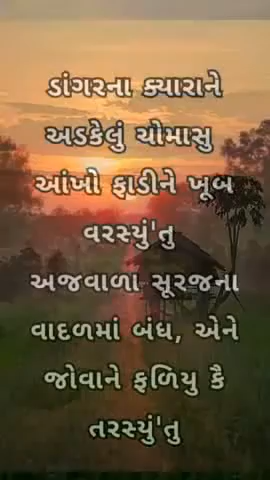 ડાંગરના ક્યારાને
અડકેલું ચોમાસુ
આંખો ફાડીને ખૂબ
વરસ્યું'તુ
અજવાળા સૂરજના
વાદળમાં બંધ, એને
જોવાને ફળિયુ કૈ
તરસ્યું'તુ